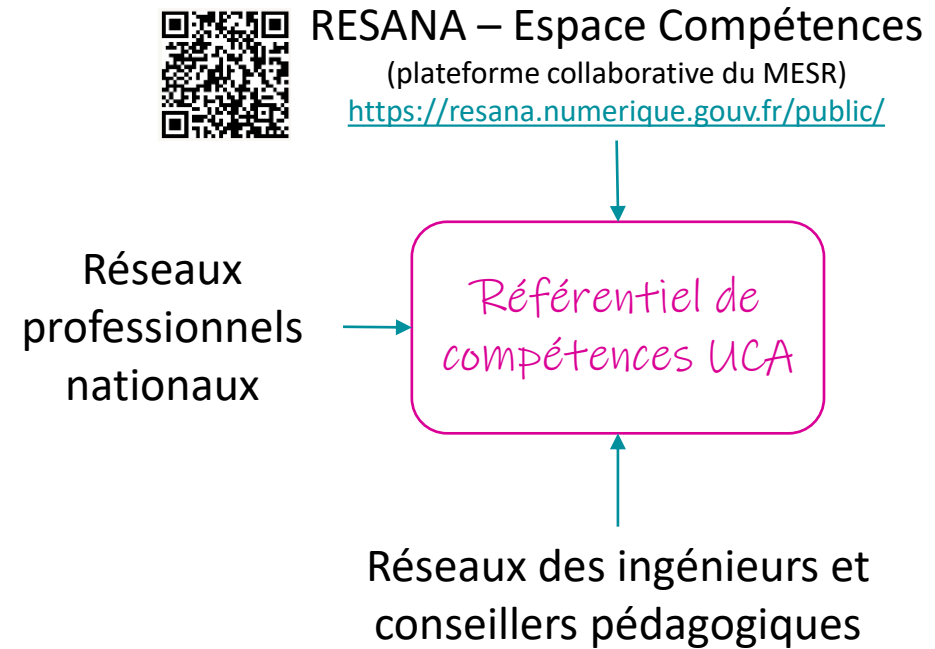 RESANA – Espace Compétences
(plateforme collaborative du MESR)
https://resana.numerique.gouv.fr/public/
Réseaux
professionnels
nationaux
Référentiel de
compétences UCA
Réseaux des ingénieurs et
conseillers pédagogiques